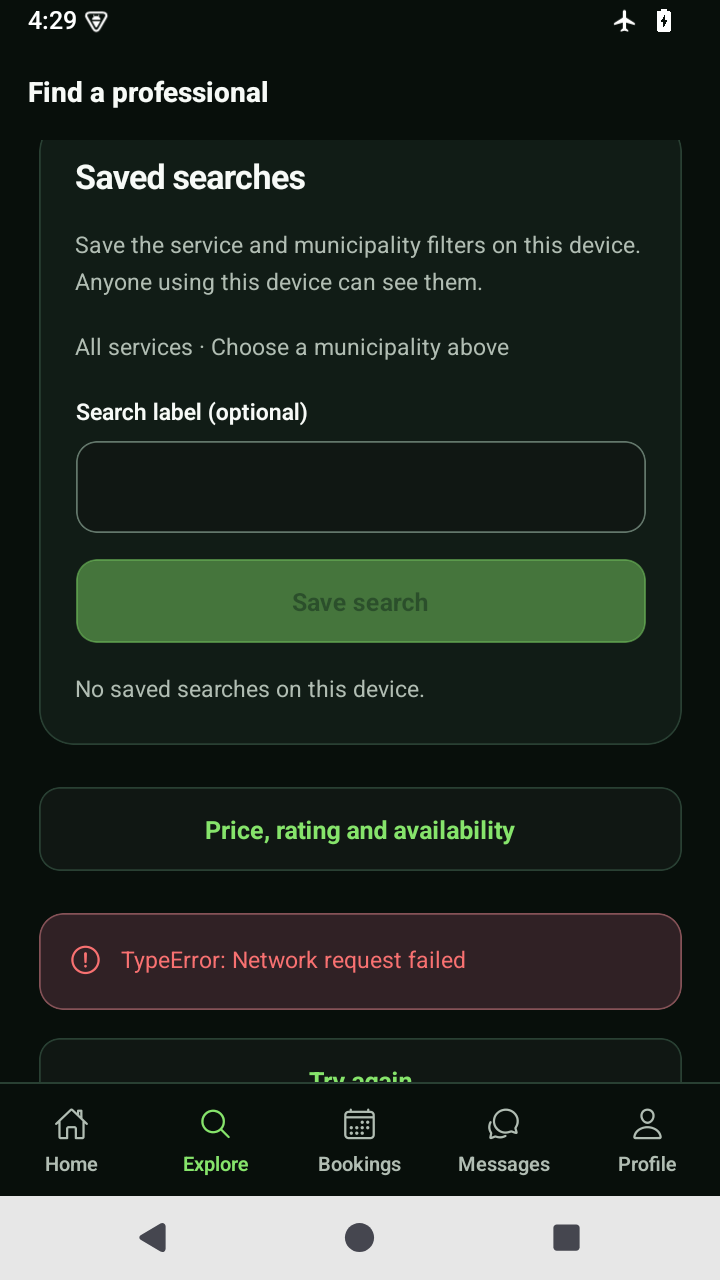 4:29
Find a professional
Saved searches
Save the service and municipality filters on this device.
Anyone using this device can see them.
All services · Choose a municipality above
Search label (optional)
Save search
No saved searches on this device.
Price, rating and availability
TypeError: Network request failed
Try again
Home
Explore
Bookings
Messages
Profile